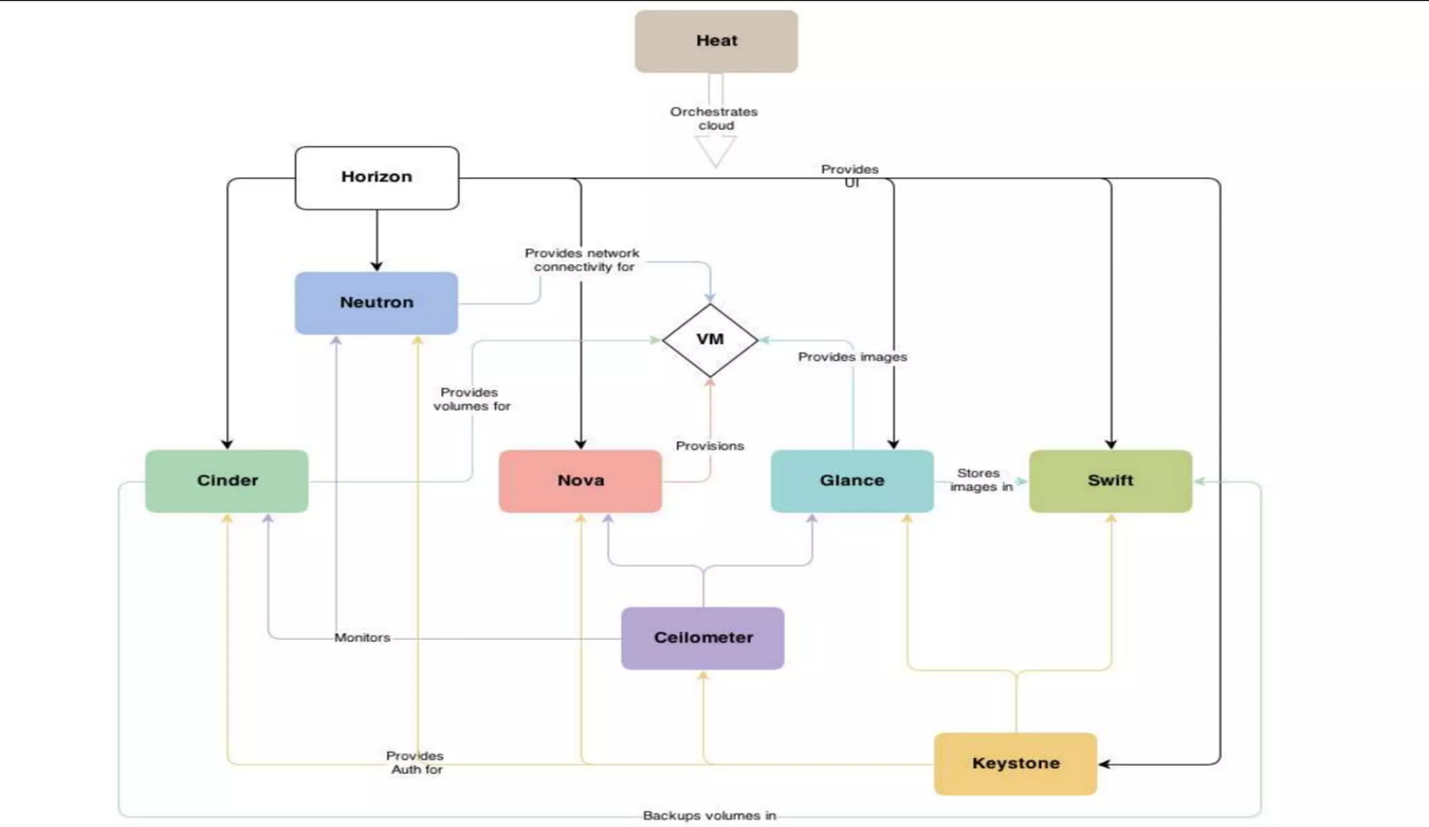 Heat
Orchestrates
cloud
Horizon
Provides
UI
Provides network
connectivity for
Neutron
VM
Provides images
Provides
volumes for
Provisions
Cinder
Nova
Glance
Stores
images in
Swift
Ceilometer
Monitors
Provides
Auth for
Keystone
Backups volumes in